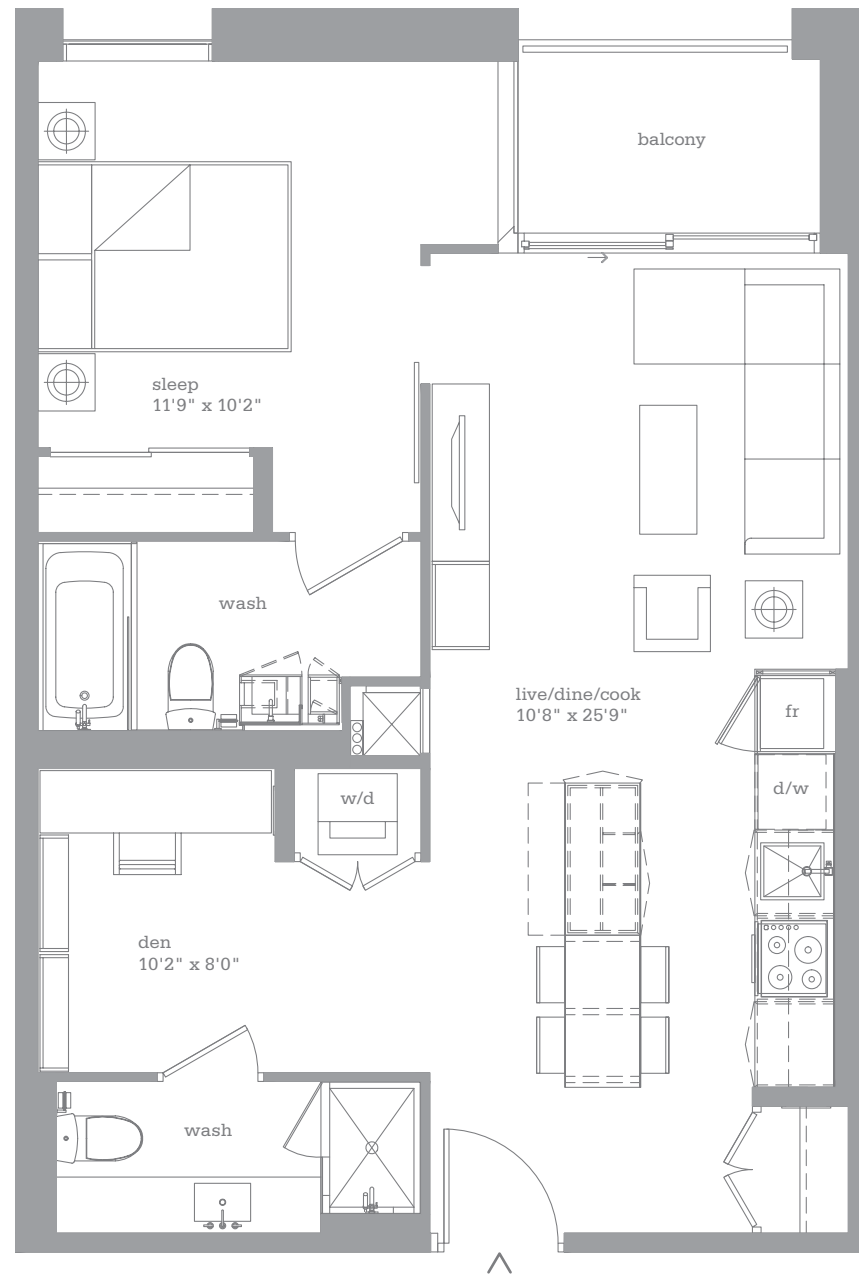 balcony
sleep
11'9" x 10'2"
wash
live/dine/cook
10'8" x 25'9"
fr
d/w
w/d
den
10'2" x 8'0"
wash